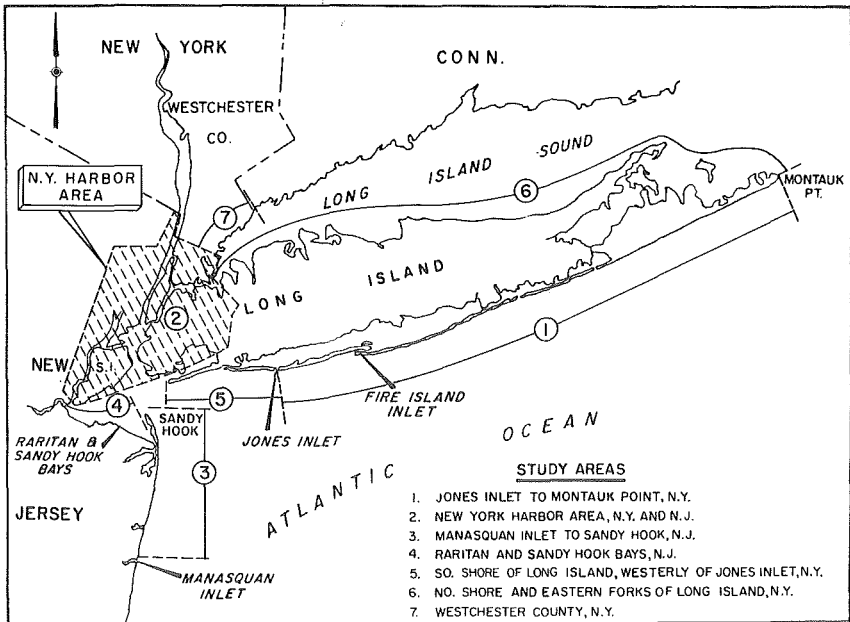 NEW YORK
CONN.
WESTCHESTER
CO.
N.Y. HARBOR
AREA
LONG ISLAND SOUND
7
6
MONTAUK
PT.
LONG ISLAND
2
1
NEW
S.I.
4
5
SANDY
HOOK
FIRE ISLAND
INLET
JONES INLET
RARITAN &
SANDY HOOK
BAYS
3
ATLANTIC OCEAN
JERSEY
MANASQUAN
INLET
STUDY AREAS
1. JONES INLET TO MONTAUK POINT, N.Y.
2. NEW YORK HARBOR AREA, N.Y. AND N.J.
3. MANASQUAN INLET TO SANDY HOOK, N.J.
4. RARITAN AND SANDY HOOK BAYS, N.J.
5. SO. SHORE OF LONG ISLAND, WESTERLY OF JONES INLET, N.Y.
6. NO. SHORE AND EASTERN FORKS OF LONG ISLAND, N.Y.
7. WESTCHESTER COUNTY, N.Y.